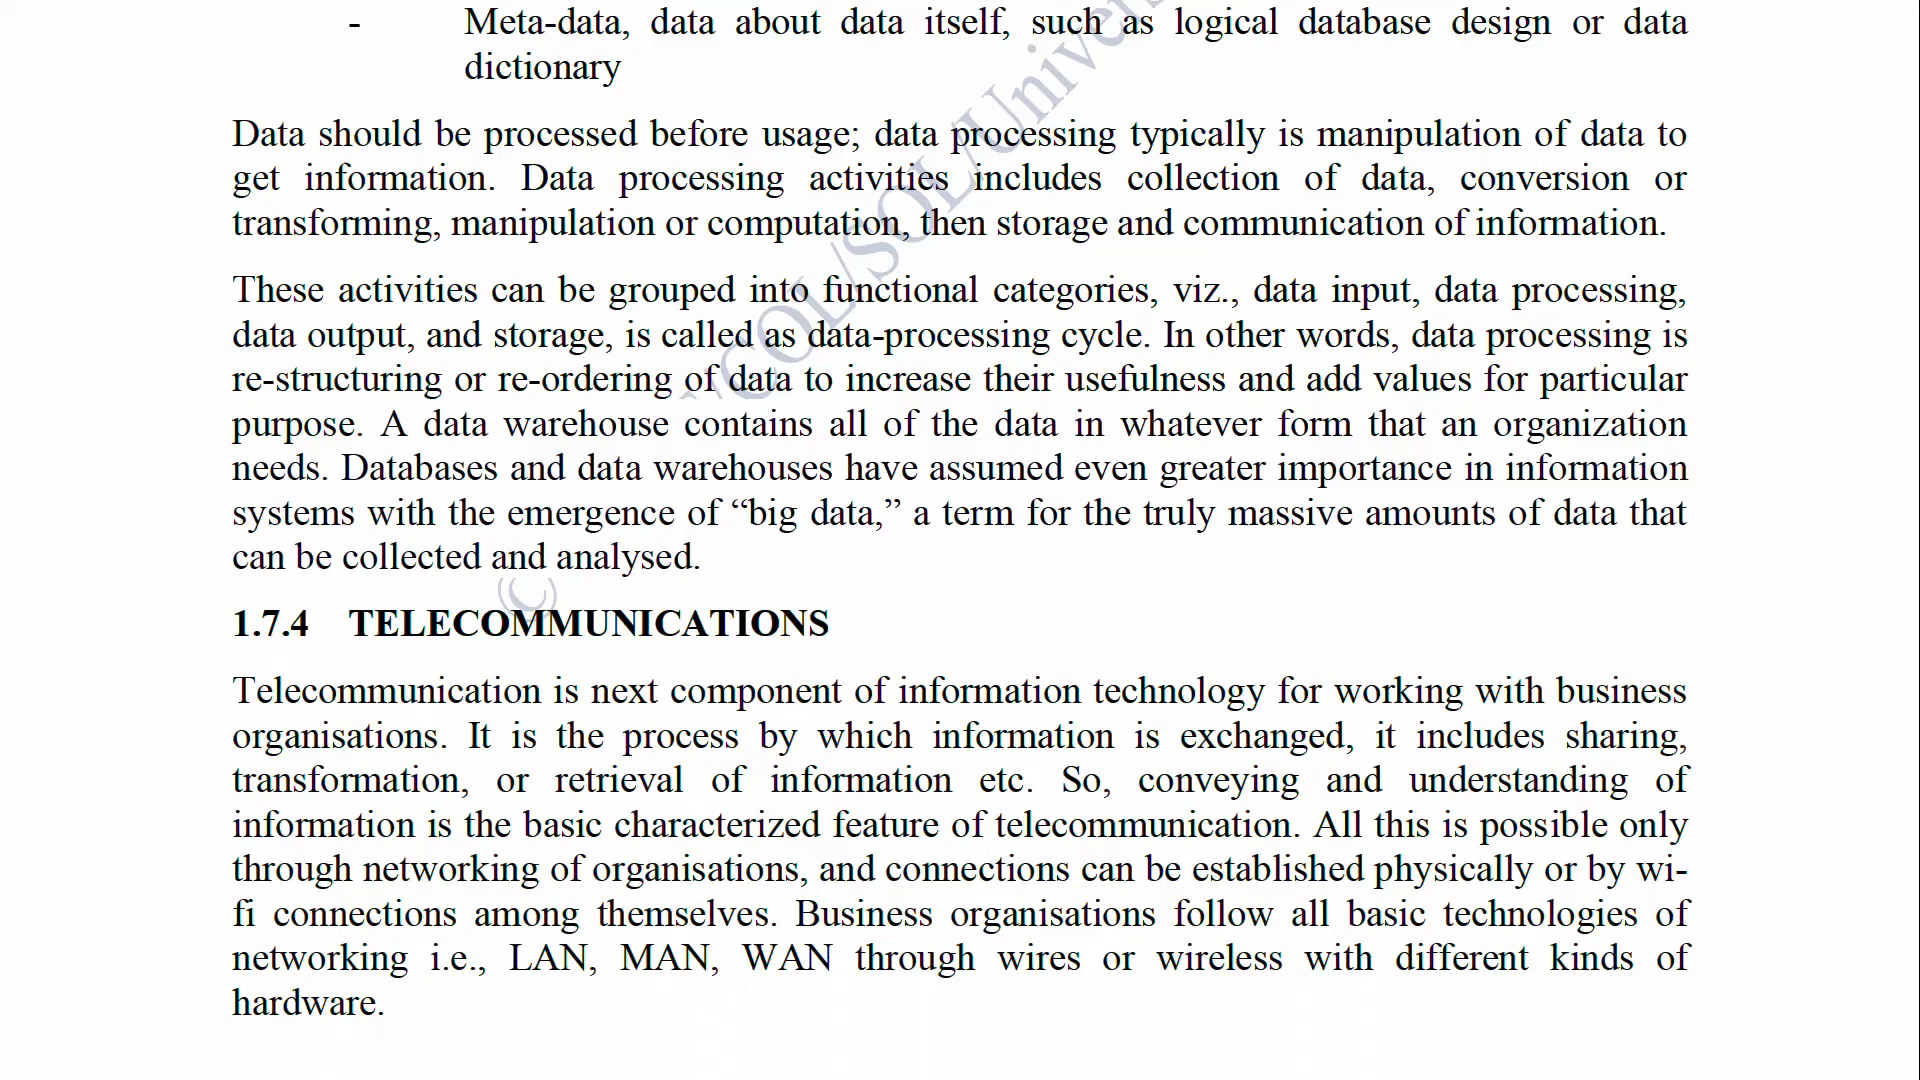 - Meta-data, data about data itself, such as logical database design or data
dictionary
Data should be processed before usage; data processing typically is manipulation of data to
get information. Data processing activities includes collection of data, conversion or
transforming, manipulation or computation, then storage and communication of information.
These activities can be grouped into functional categories, viz., data input, data processing,
data output, and storage, is called as data-processing cycle. In other words, data processing is
re-structuring or re-ordering of data to increase their usefulness and add values for particular
purpose. A data warehouse contains all of the data in whatever form that an organization
needs. Databases and data warehouses have assumed even greater importance in information
systems with the emergence of “big data,” a term for the truly massive amounts of data that
can be collected and analysed.
1.7.4 TELECOMMUNICATIONS
Telecommunication is next component of information technology for working with business
organisations. It is the process by which information is exchanged, it includes sharing,
transformation, or retrieval of information etc. So, conveying and understanding of
information is the basic characterized feature of telecommunication. All this is possible only
through networking of organisations, and connections can be established physically or by wi-
fi connections among themselves. Business organisations follow all basic technologies of
networking i.e., LAN, MAN, WAN through wires or wireless with different kinds of
hardware.
© /COL/SOL/Univers